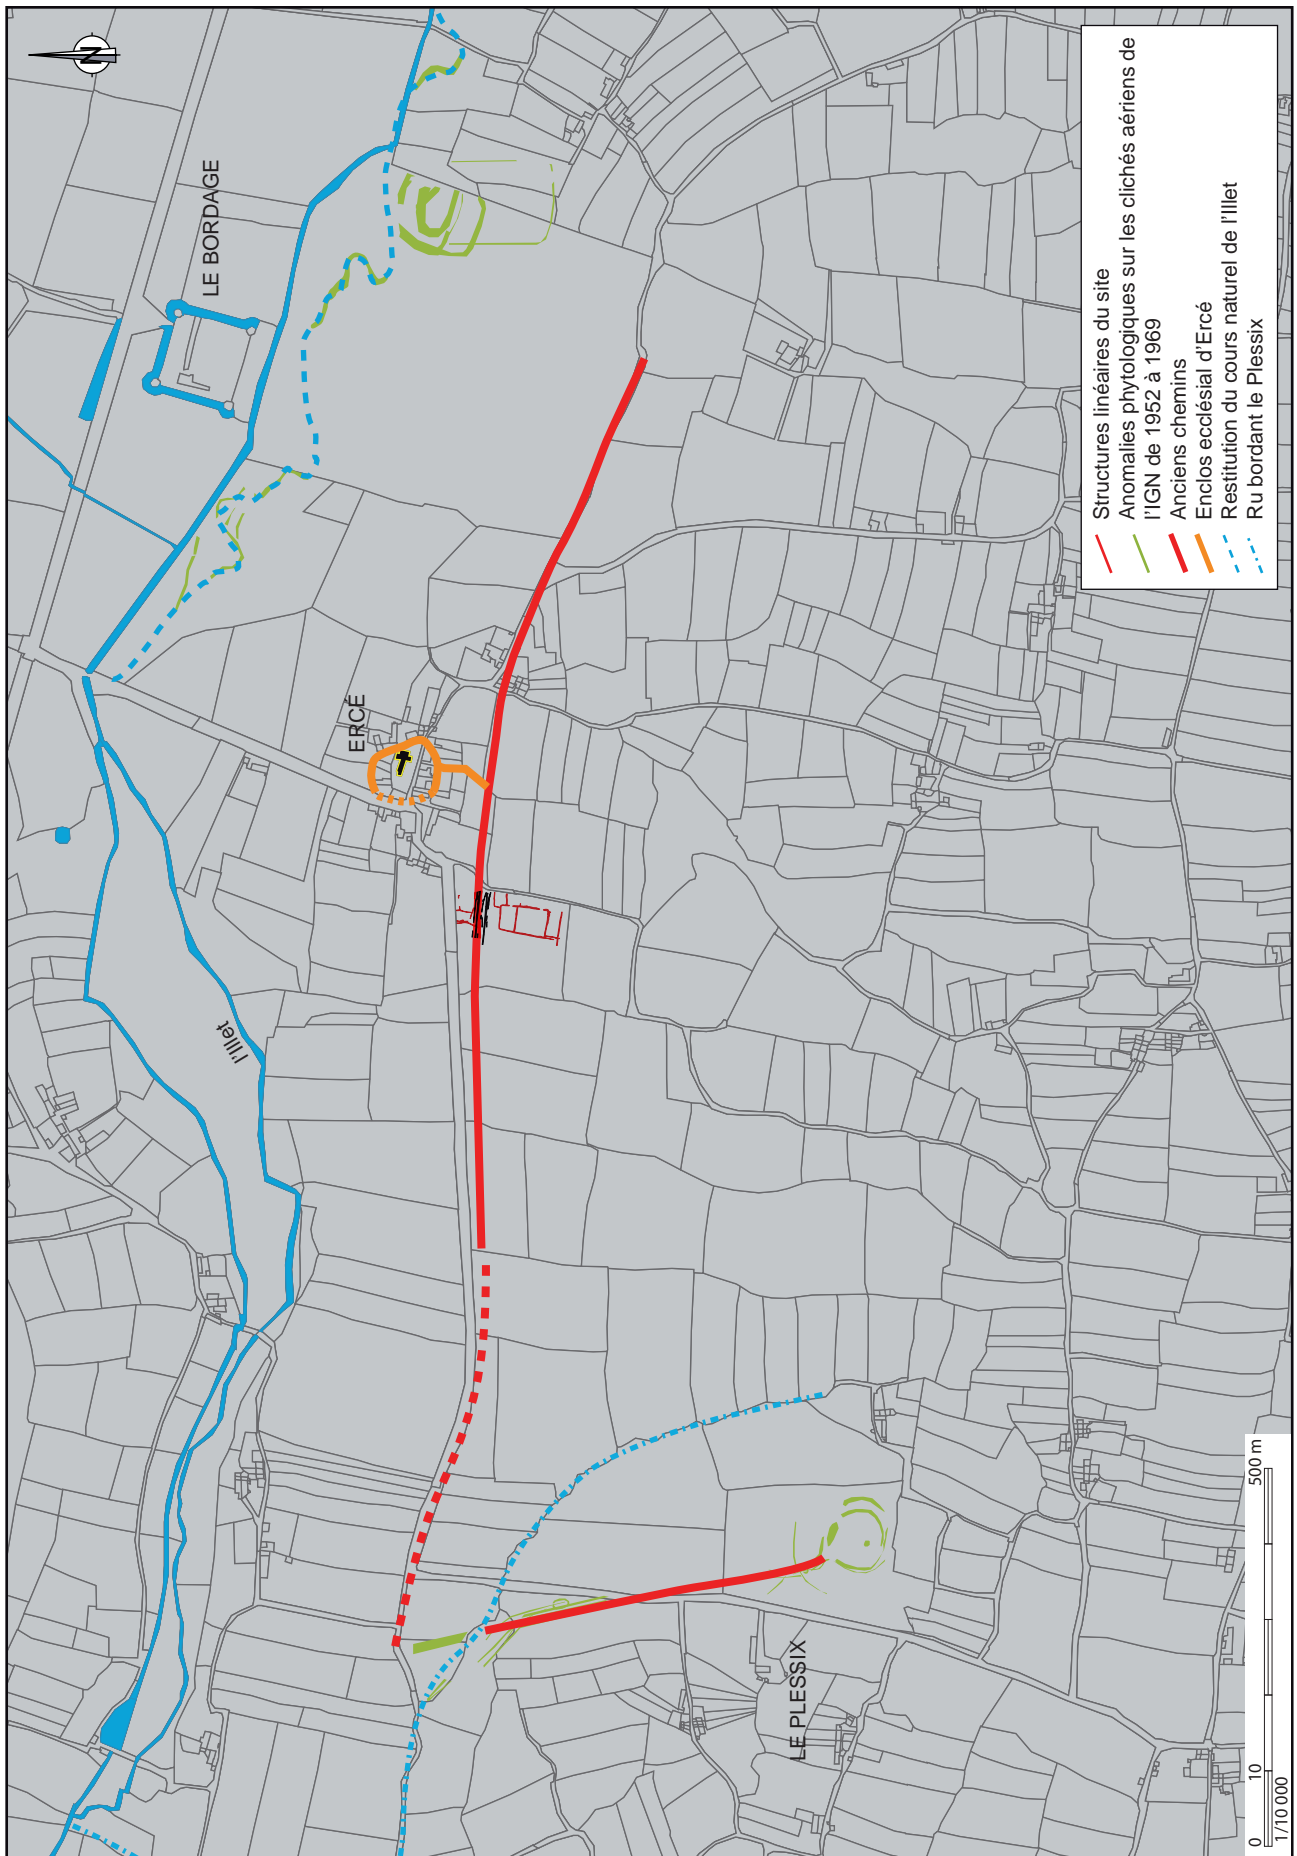 N
LE BORDAGE
ERCÉ
l'Illet
LE PLESSIX
Structures linéaires du site
Anomalies phytologiques sur les clichés aériens de
l'IGN de 1952 à 1969
Anciens chemins
Enclos ecclésial d'Ercé
Restitution du cours naturel de l'Illet
Ru bordant le Plessix
0 10 500 m
1/10 000